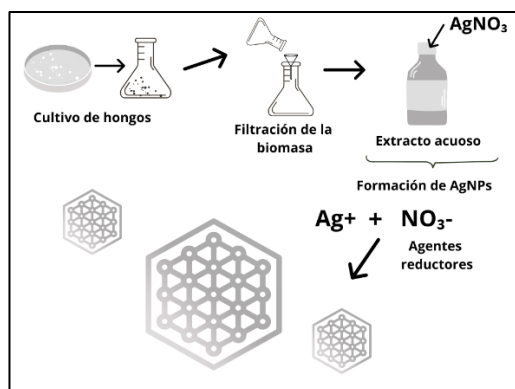 AgNO₃
Cultivo de hongos
Filtración de la
biomasa
Extracto acuoso
Formación de AgNPs
Ag+ + NO₃-
Agentes
reductores